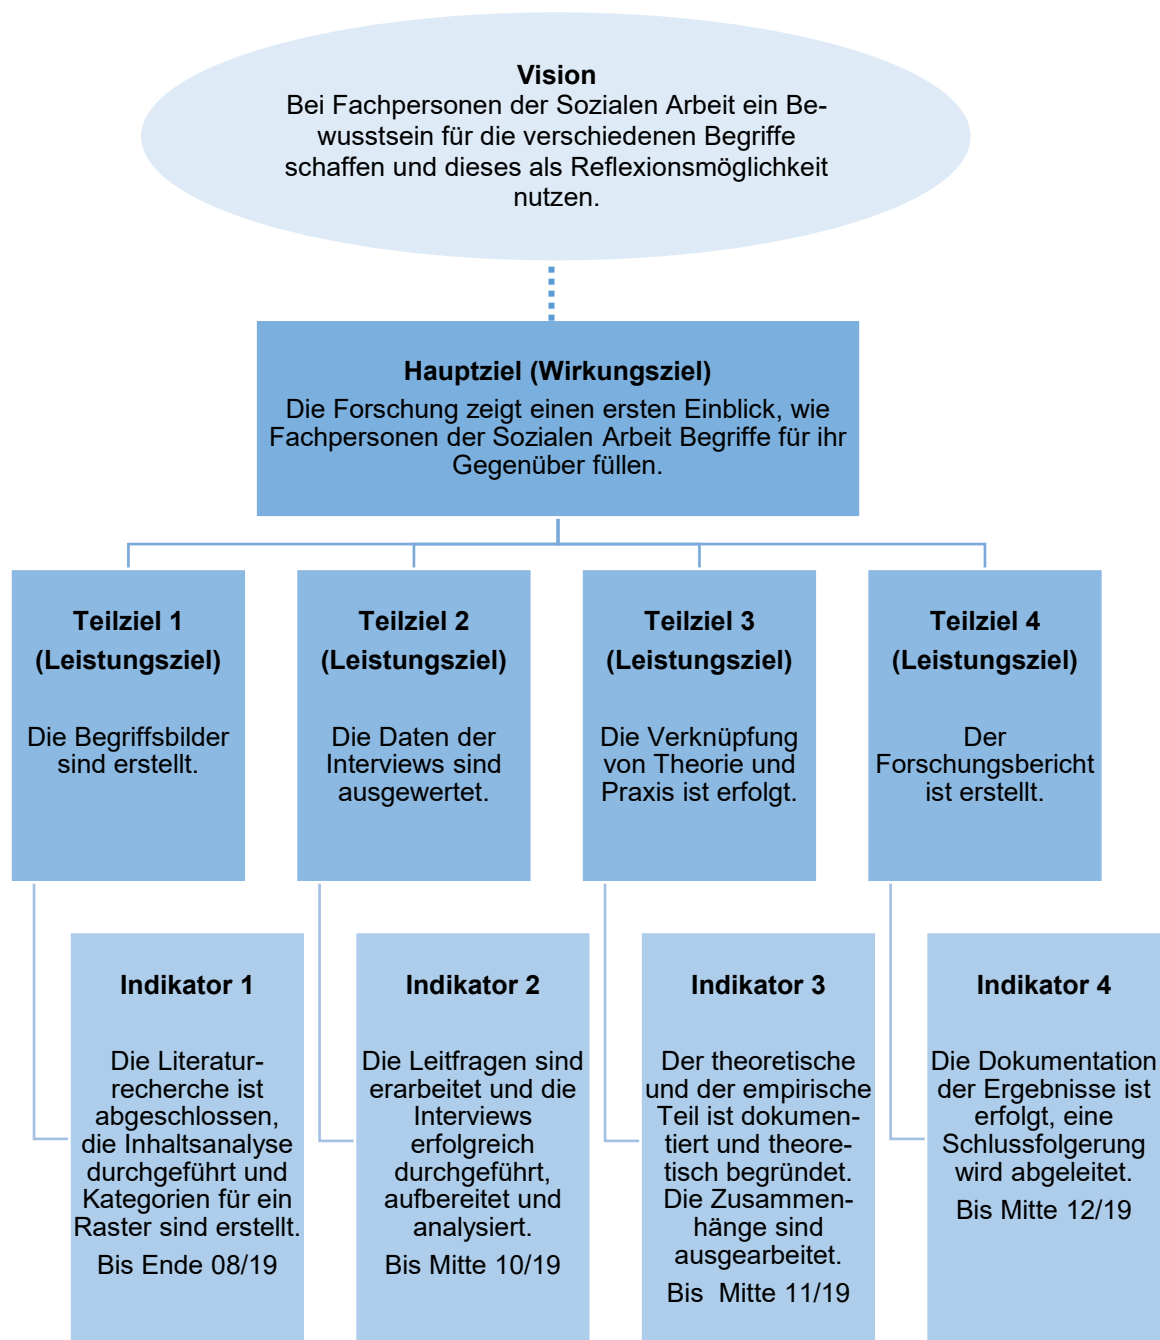 Vision
Bei Fachpersonen der Sozialen Arbeit ein Be-
wusstsein für die verschiedenen Begriffe
schaffen und dieses als Reflexionsmöglichkeit
nutzen.
Hauptziel (Wirkungsziel)
Die Forschung zeigt einen ersten Einblick, wie
Fachpersonen der Sozialen Arbeit Begriffe für ihr
Gegenüber füllen.
Teilziel 1
(Leistungsziel)
Die Begriffsbilder
sind erstellt.
Teilziel 2
(Leistungsziel)
Die Daten der
Interviews sind
ausgewertet.
Teilziel 3
(Leistungsziel)
Die Verknüpfung
von Theorie und
Praxis ist erfolgt.
Teilziel 4
(Leistungsziel)
Der
Forschungsbericht
ist erstellt.
Indikator 1
Die Literatur-
recherche ist
abgeschlossen,
die Inhaltsanalyse
durchgeführt und
Kategorien für ein
Raster sind erstellt.
Bis Ende 08/19
Indikator 2
Die Leitfragen sind
erarbeitet und die
Interviews
erfolgreich
durchgeführt,
aufbereitet und
analysiert.
Bis Mitte 10/19
Indikator 3
Der theoretische
und der empirische
Teil ist dokumen-
tiert und theore-
tisch begründet.
Die Zusammen-
hänge sind
ausgearbeitet.
Bis Mitte 11/19
Indikator 4
Die Dokumentation
der Ergebnisse ist
erfolgt, eine
Schlussfolgerung
wird abgeleitet.
Bis Mitte 12/19